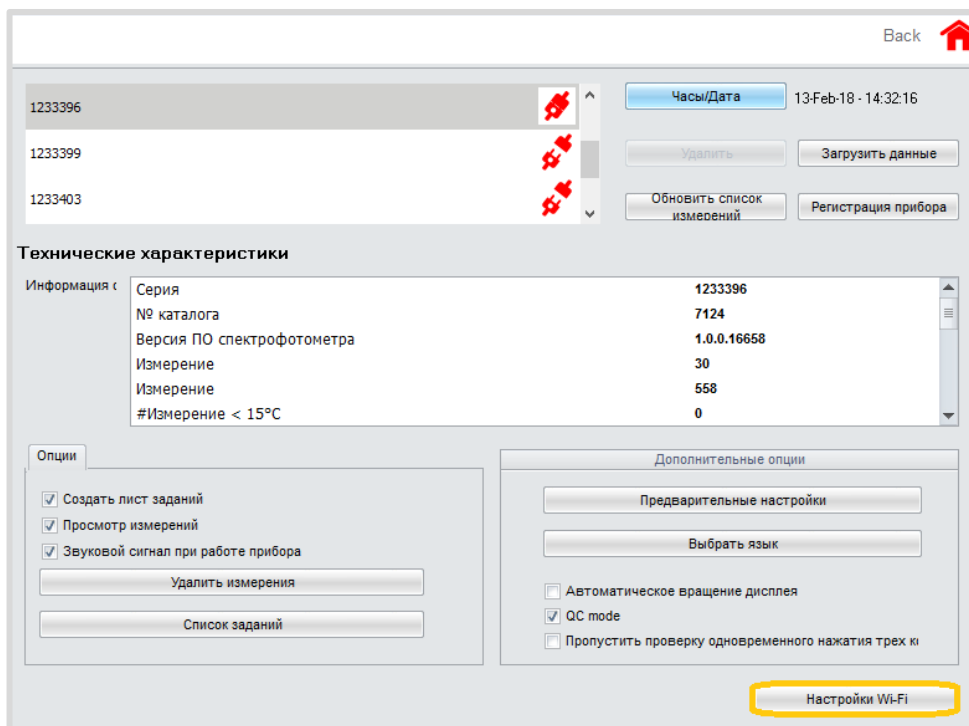 Back
1233396
1233399
1233403
Часы/Дата
13-Feb-18 - 14:32:16
Удалить
Загрузить данные
Обновить список
измерений
Регистрация прибора
Технические характеристики
Информация с
Серия 1233396
№ каталога 7124
Версия ПО спектрофотометра 1.0.0.16658
Измерение 30
Измерение 558
#Измерение < 15°C 0
Опции
Создать лист заданий
Просмотр измерений
Звуковой сигнал при работе прибора
Удалить измерения
Список заданий
Дополнительные опции
Предварительные настройки
Выбрать язык
Автоматическое вращение дисплея
QC mode
Пропустить проверку одновременного нажатия трех
Настройки Wi-Fi